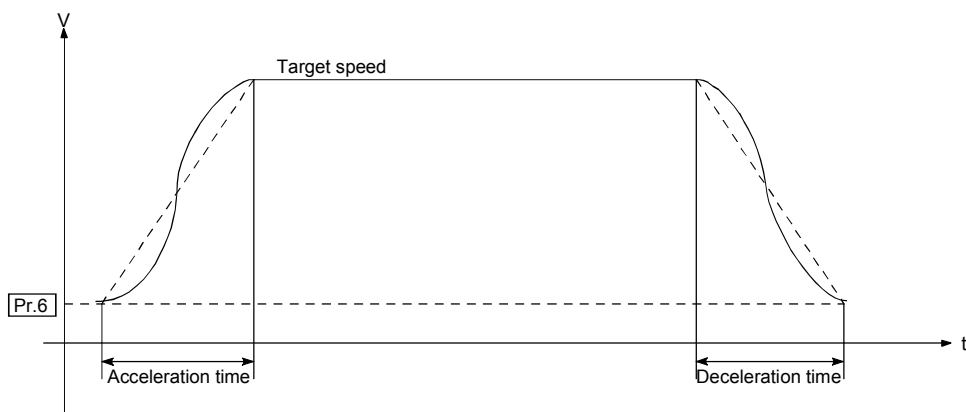 V
Target speed
Pr.6
t
Acceleration time
Deceleration time